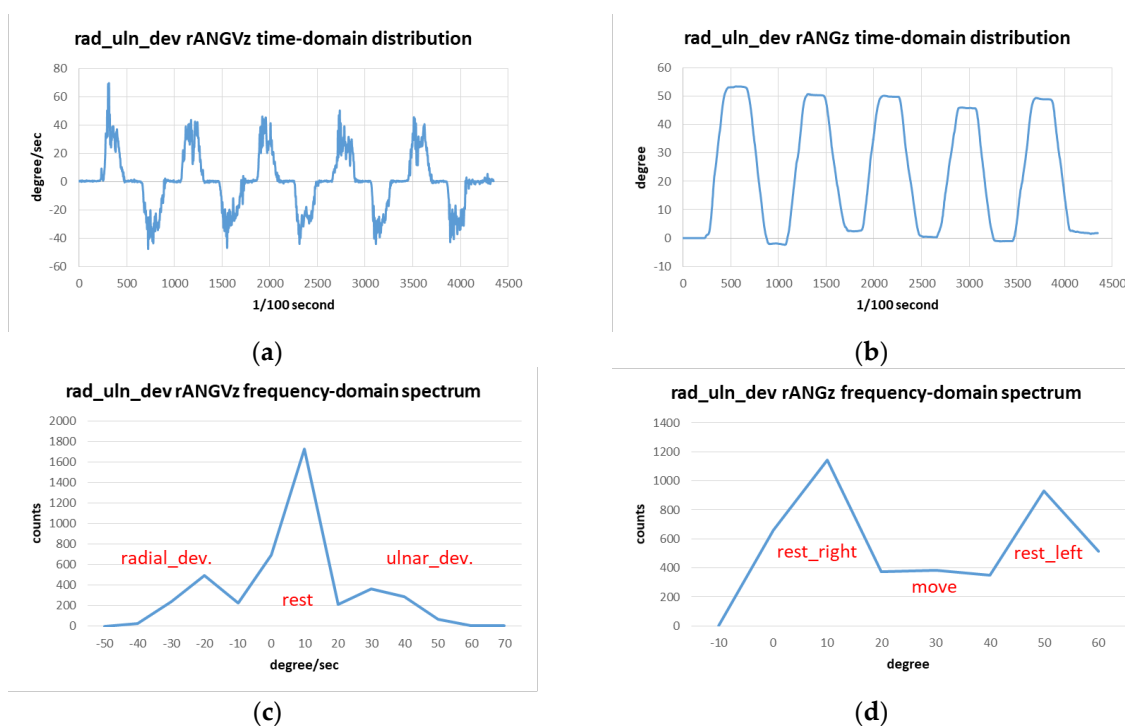 rad_uln_dev rANGVz time-domain distribution
80
60
40
20
0
-20
-40
-60
degree/sec
0 500 1000 1500 2000 2500 3000 3500 4000 4500
1/100 second
(a)
rad_uln_dev rANGz time-domain distribution
60
50
40
30
20
10
0
-10
degree
0 500 1000 1500 2000 2500 3000 3500 4000 4500
1/100 second
(b)
rad_uln_dev rANGVz frequency-domain spectrum
2000
1800
1600
1400
1200
1000
800
600
400
200
0
counts
radial_dev.
ulnar_dev.
rest
-50 -40 -30 -20 -10 0 10 20 30 40 50 60 70
degree/sec
(c)
rad_uln_dev rANGz frequency-domain spectrum
1400
1200
1000
800
600
400
200
0
counts
rest_right
rest_left
move
-10 0 10 20 30 40 50 60
degree
(d)